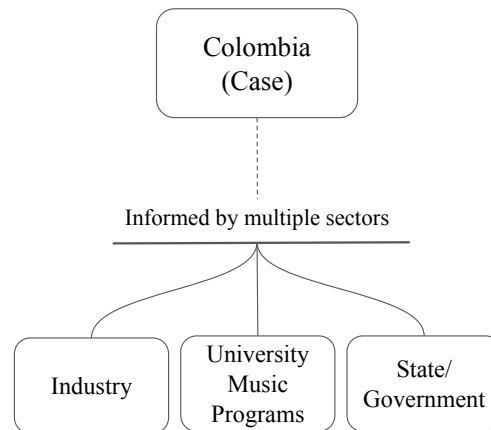 Colombia
(Case)
Informed by multiple sectors
Industry
University
Music
Programs
State/
Government